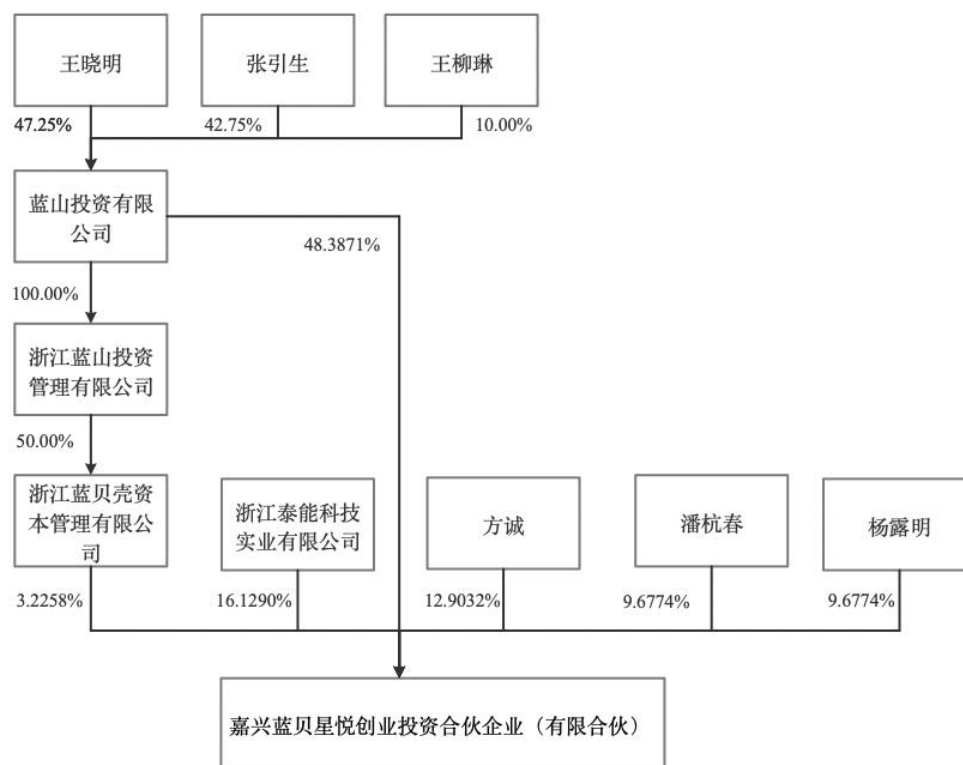 王晓明
张引生
王柳琳
47.25%
42.75%
10.00%
蓝山投资有限
公司
48.3871%
100.00%
浙江蓝山投资
管理有限公司
50.00%
浙江蓝贝壳资
本管理有限公
司
浙江泰能科技
实业有限公司
方诚
潘杭春
杨露明
3.2258%
16.1290%
12.9032%
9.6774%
9.6774%
嘉兴蓝贝星悦创业投资合伙企业（有限合伙）